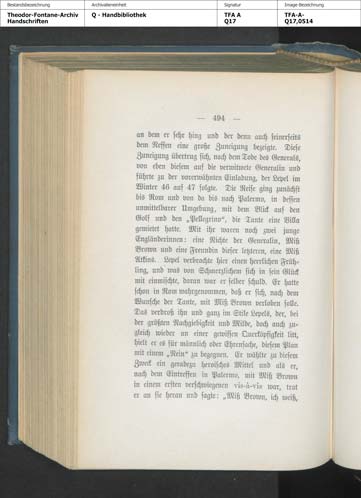 Bestandsbezeichnung Archivalieneinheit Signatur Image Bezeichnung
Theodor-Fontane-Archiv Q - Handbibliothek TFA A TFA-A-
Handschriften Q17 Q17,0514
— 494 —
an dem er sehr hing und der denn auch seinerseits
dem Neffen eine große Zuneigung bezeigte. Diese
Zuneigung übertrug sich, nach dem Tode des Generals,
von eben diesem auf die verwitwete Generalin und
führte zu der vorerwähnten Einladung, der Lepel im
Winter 46 auf 47 folgte. Die Reise ging zunächst
bis Rom und von da bis nach Palermo, in dessen
unmittelbarer Umgebung, mit dem Blick auf den
Golf und den „Pellegrino“, die Tante eine Villa
gemietet hatte. Mit ihr waren noch zwei junge
Engländerinnen: eine Nichte der Generalin, Miß
Brown und eine Freundin dieser letzteren, eine Miß
Atkins. Lepel verbrachte hier einen herrlichen Früh-
ling, und was von Schmerzlichem sich in sein Glück
mit einmischte, daran war er selber schuld. Er hatte
schon in Rom wahrgenommen, daß er sich, nach dem
Wunsche der Tante, mit Miß Brown verloben solle.
Das verdroß ihn und ganz im Stile Lepels, der, bei
der größten Nachgiebigkeit und Milde, doch auch zu-
gleich wieder an einer gewissen Querköpfigkeit litt,
hielt er es für männlich oder Ehrensache, diesem Plan
mit einem „Nein“ zu begegnen. Er wählte zu diesem
Zweck ein geradezu heroisches Mittel und als er,
nach dem Eintreffen in Palermo, mit Miß Brown
in einem ersten verschwiegenen vis-à-vis war, trat
er an sie heran und sagte: „Miß Brown, ich weiß,